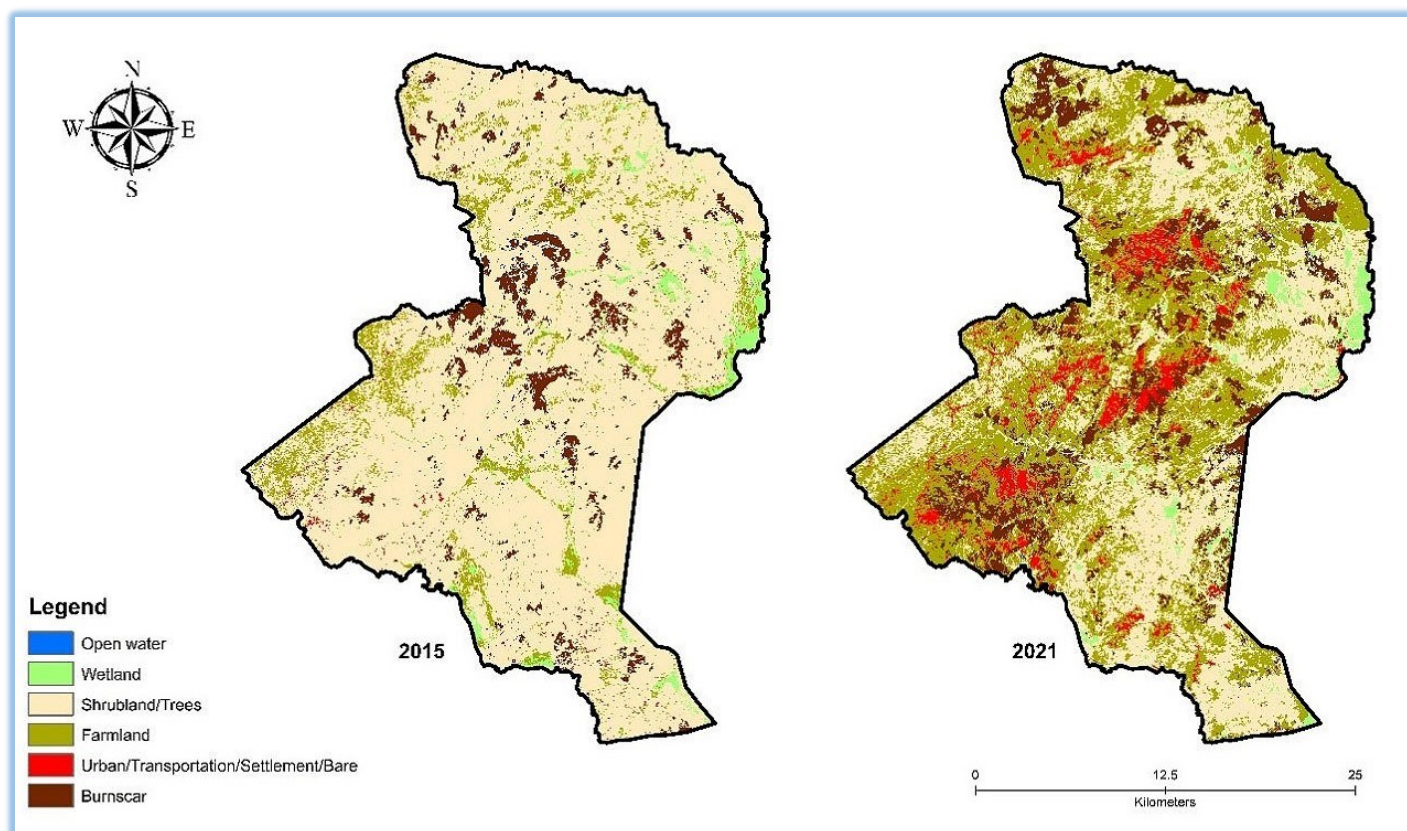 N
W E
S
2015
2021
Legend
Open water
Wetland
Shrubland/Trees
Farmland
Urban/Transportation/Settlement/Bare
Burnscar
0 12.5 25
Kilometers